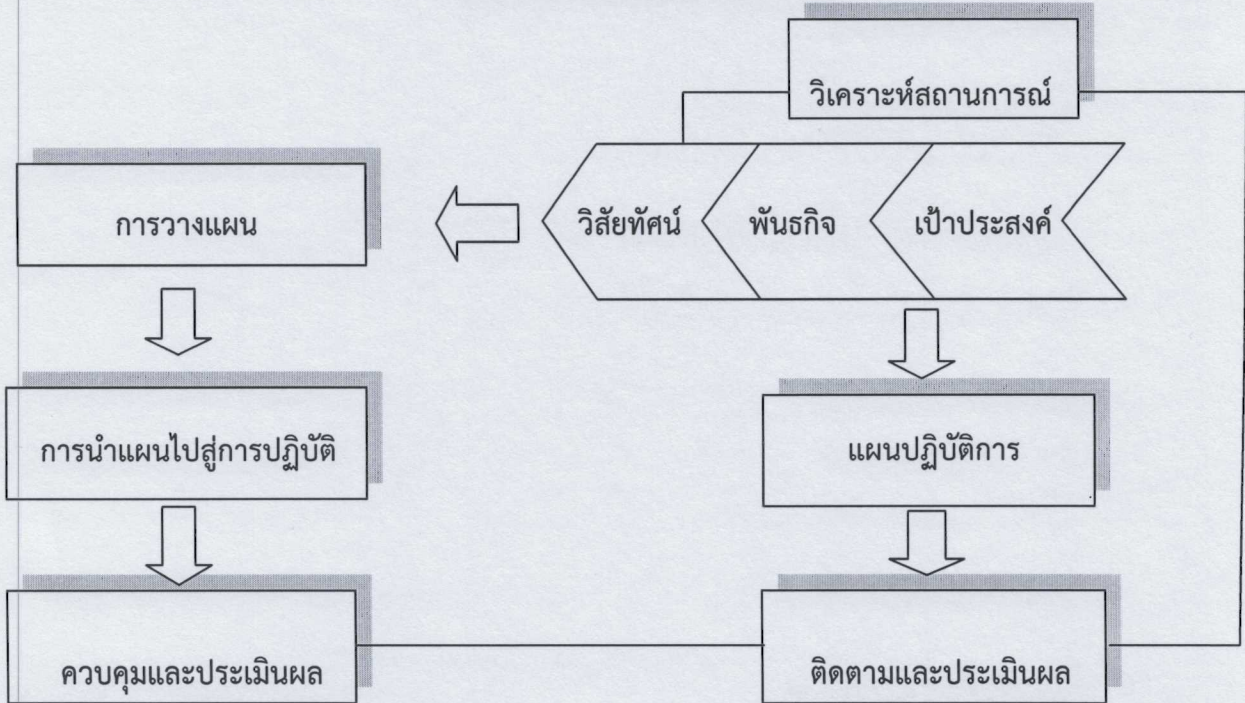 วิเคราะห์สถานการณ์
การวางแผน
วิสัยทัศน์
พันธกิจ
เป้าประสงค์
การนำแผนไปสู่การปฏิบัติ
แผนปฏิบัติการ
ควบคุมและประเมินผล
ติดตามและประเมินผล